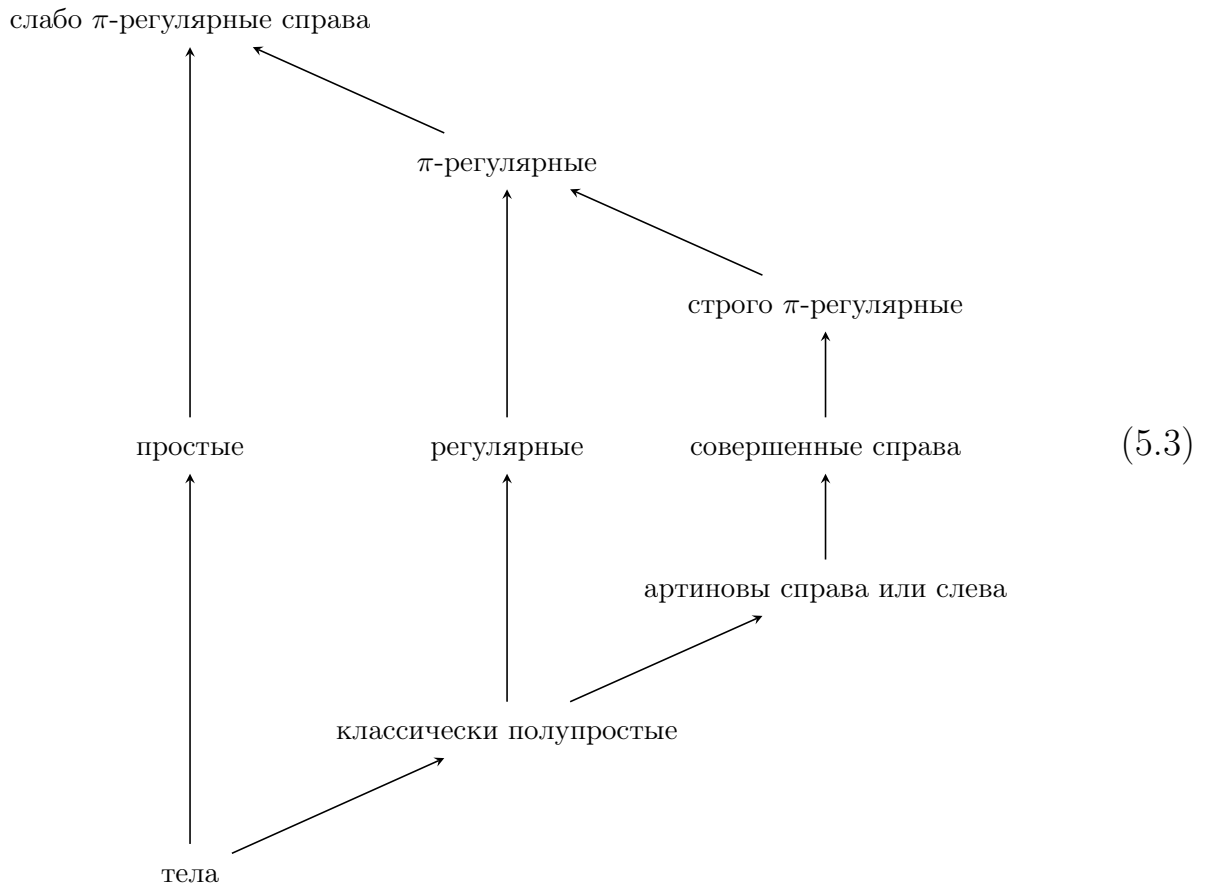 слабо π-регулярные справа
π-регулярные
строго π-регулярные
простые регулярные совершенные справа (5.3)
артиновы справа или слева
классически полупростые
тела